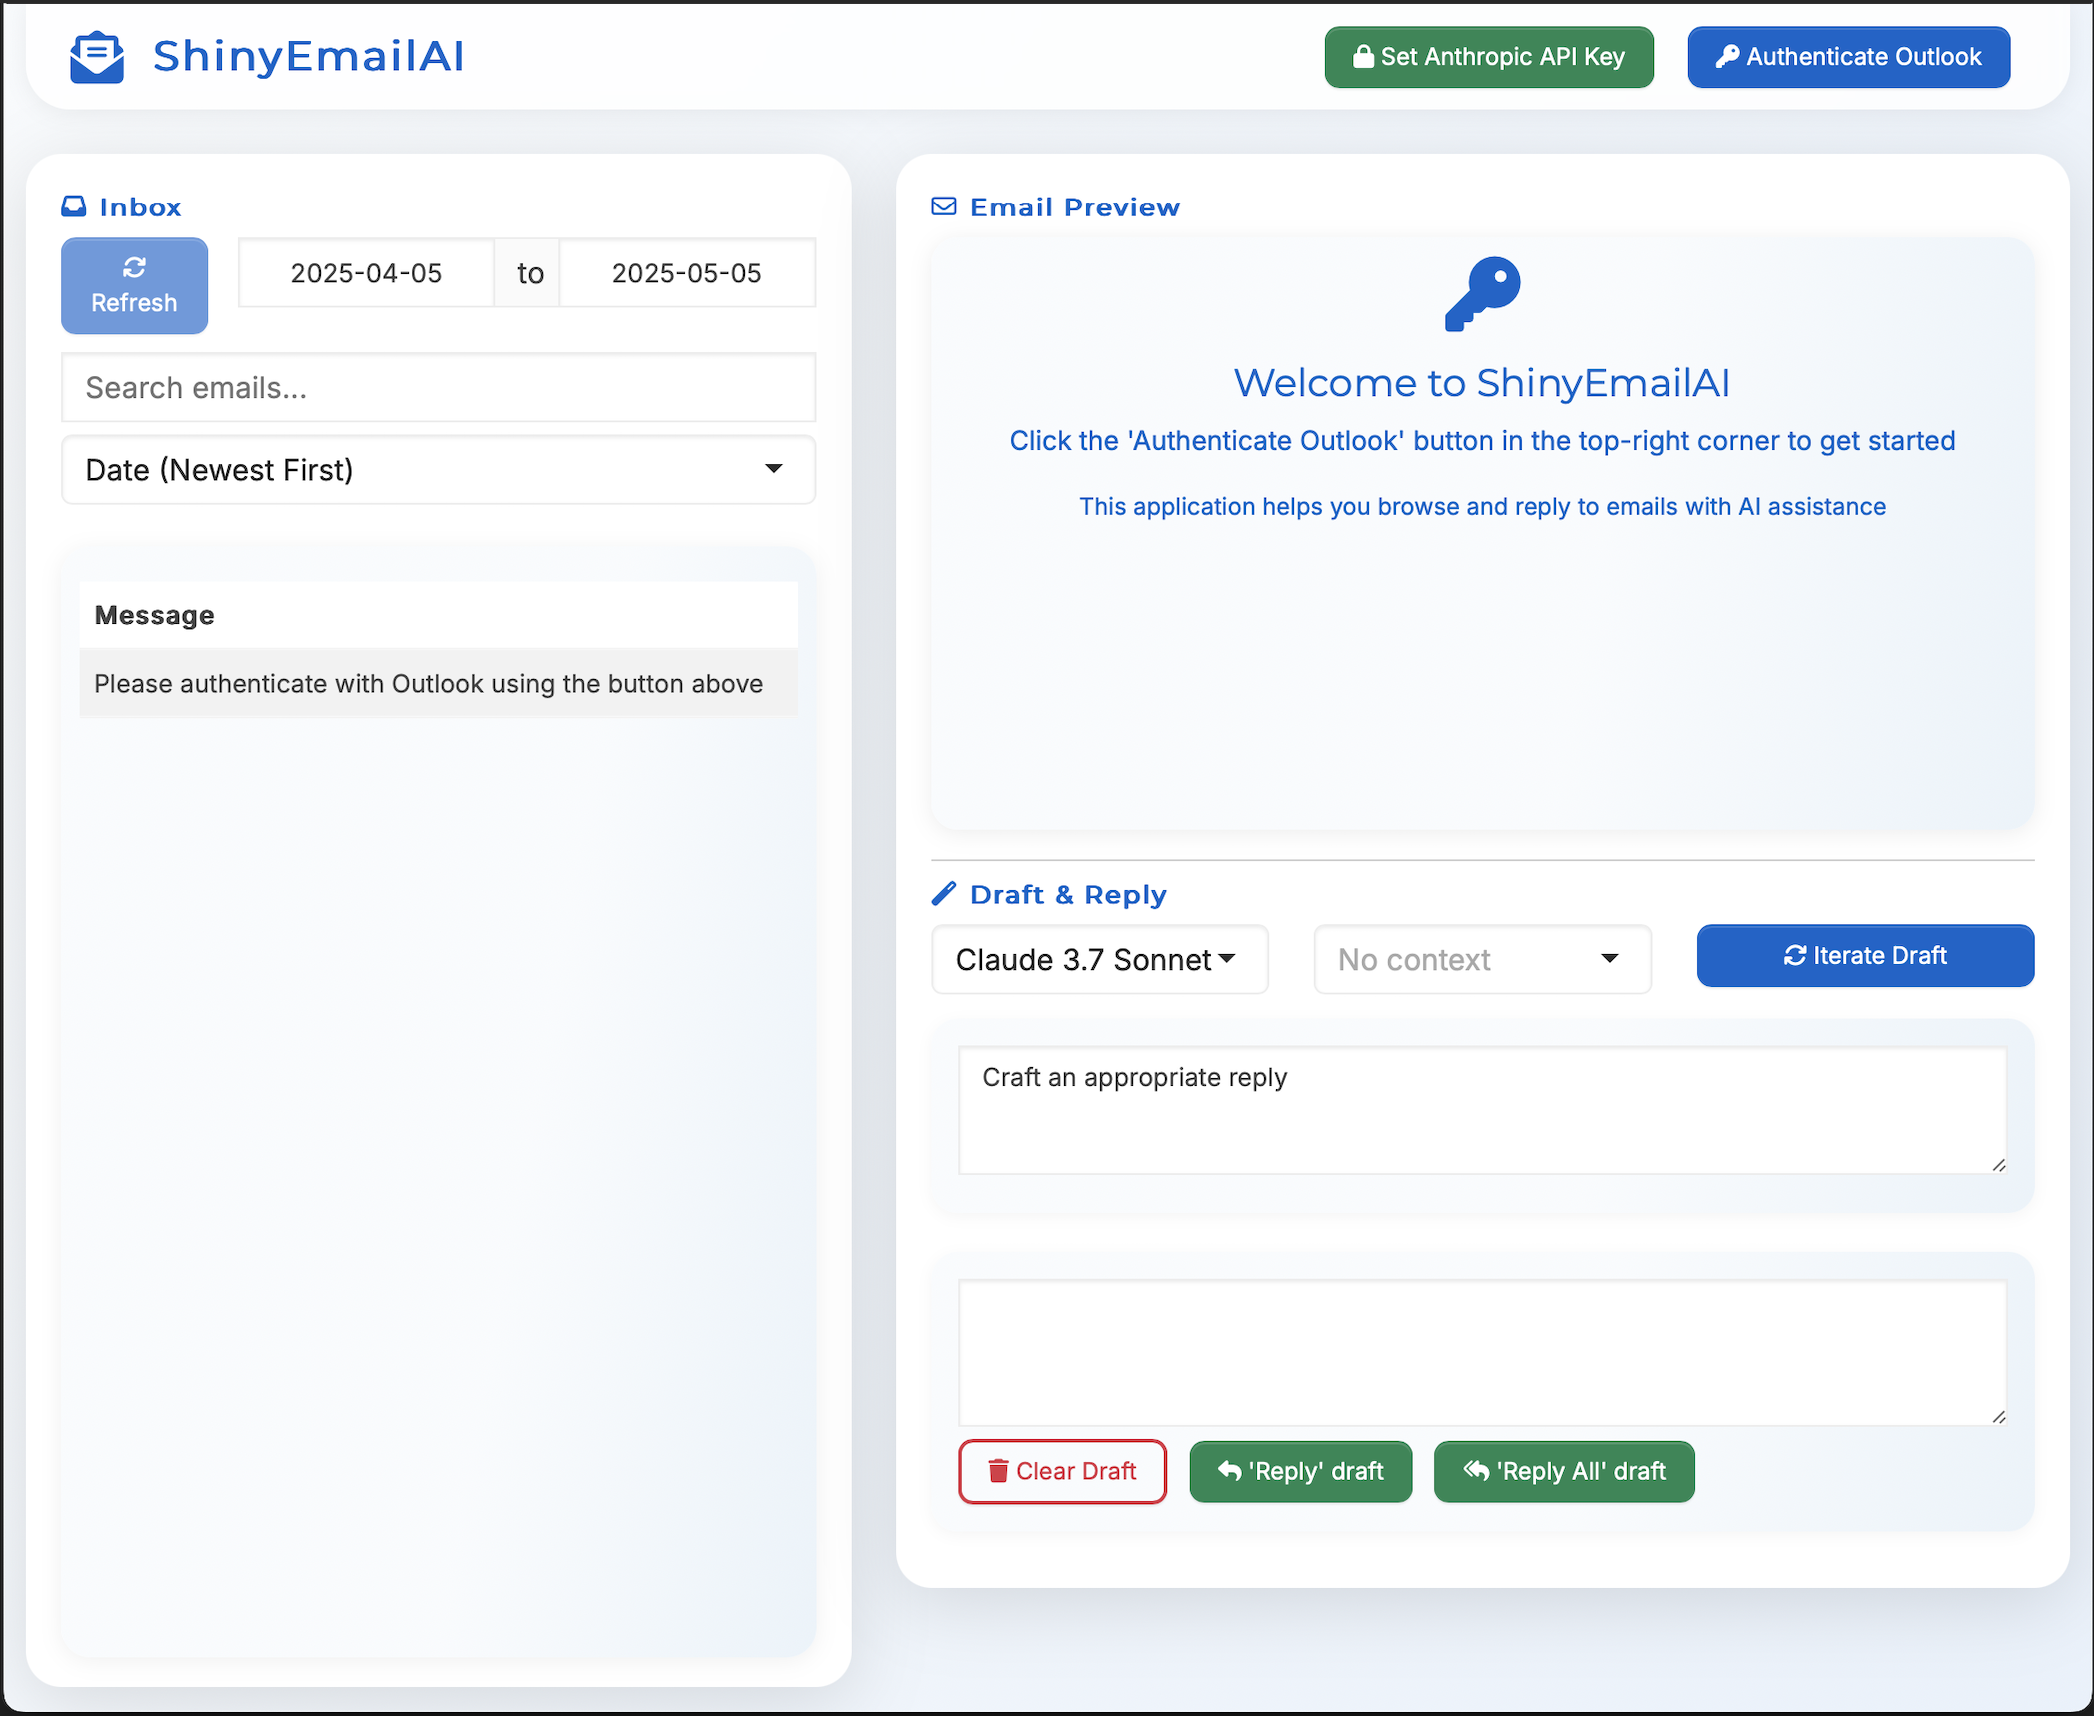 ShinyEmailAI
Set Anthropic API Key
Authenticate Outlook
Inbox
Refresh
2025-04-05 to 2025-05-05
Search emails...
Date (Newest First)
Message
Please authenticate with Outlook using the button above
Email Preview
Welcome to ShinyEmailAI
Click the 'Authenticate Outlook' button in the top-right corner to get started
This application helps you browse and reply to emails with AI assistance
Draft & Reply
Claude 3.7 Sonnet
No context
Iterate Draft
Craft an appropriate reply
Clear Draft
'Reply' draft
'Reply All' draft